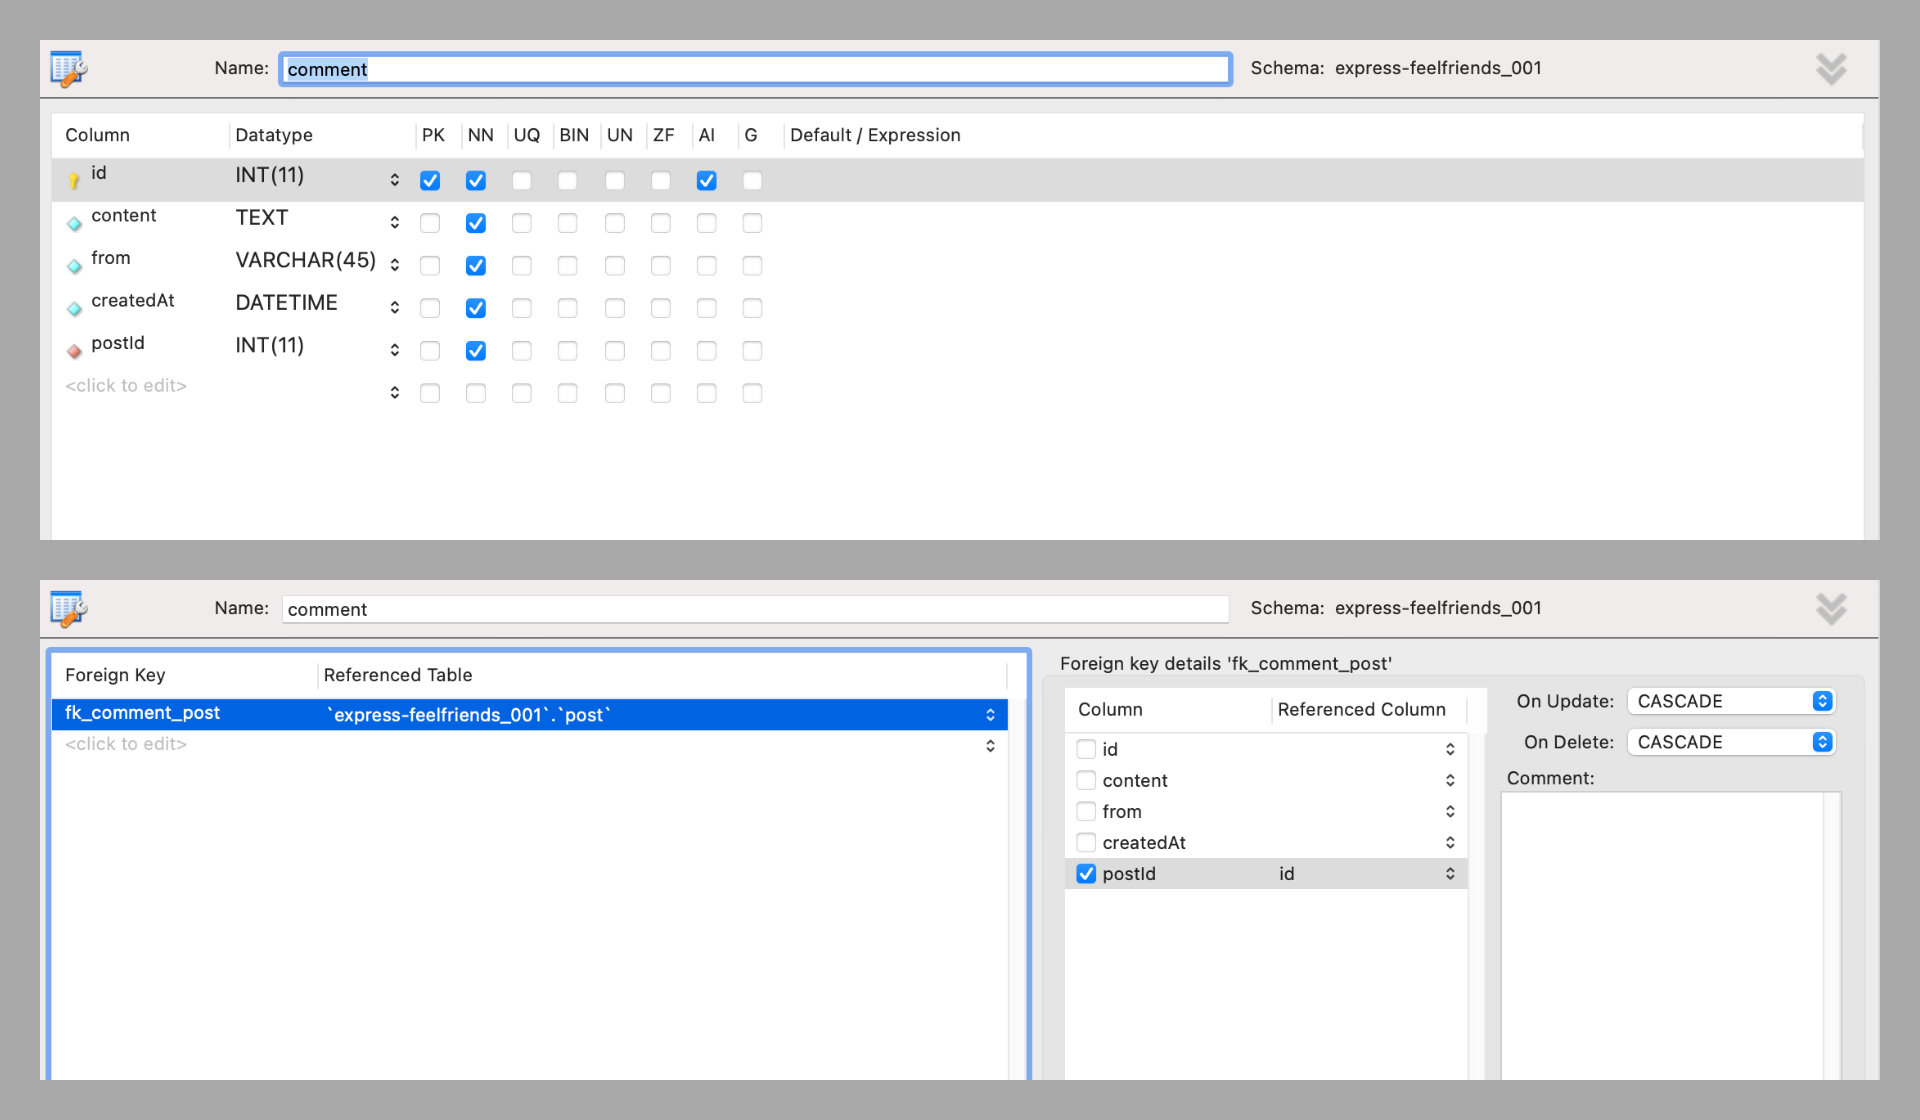 Name: comment Schema: express-feelfriends_001
Column Datatype PK NN UQ BIN UN ZF AI G Default / Expression
id INT(11)
content TEXT
from VARCHAR(45)
createdAt DATETIME
postId INT(11)
<click to edit>
Name: comment Schema: express-feelfriends_001
Foreign Key Referenced Table
fk_comment_post `express-feelfriends_001`.`post`
<click to edit>
Foreign key details 'fk_comment_post'
Column Referenced Column
id
content
from
createdAt
postId id
On Update: CASCADE
On Delete: CASCADE
Comment: